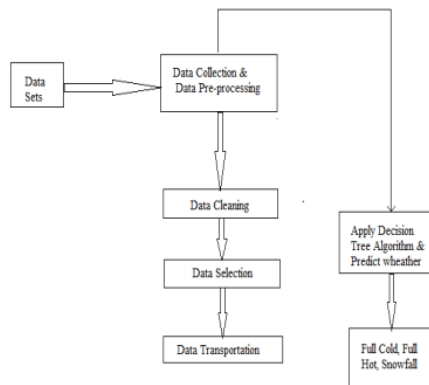 Data
Sets
Data Collection &
Data Pre-processing
Data Cleaning
Data Selection
Data Transportation
Apply Decision
Tree Algorithm &
Predict wheather
Full Cold, Full
Hot, Snowfall